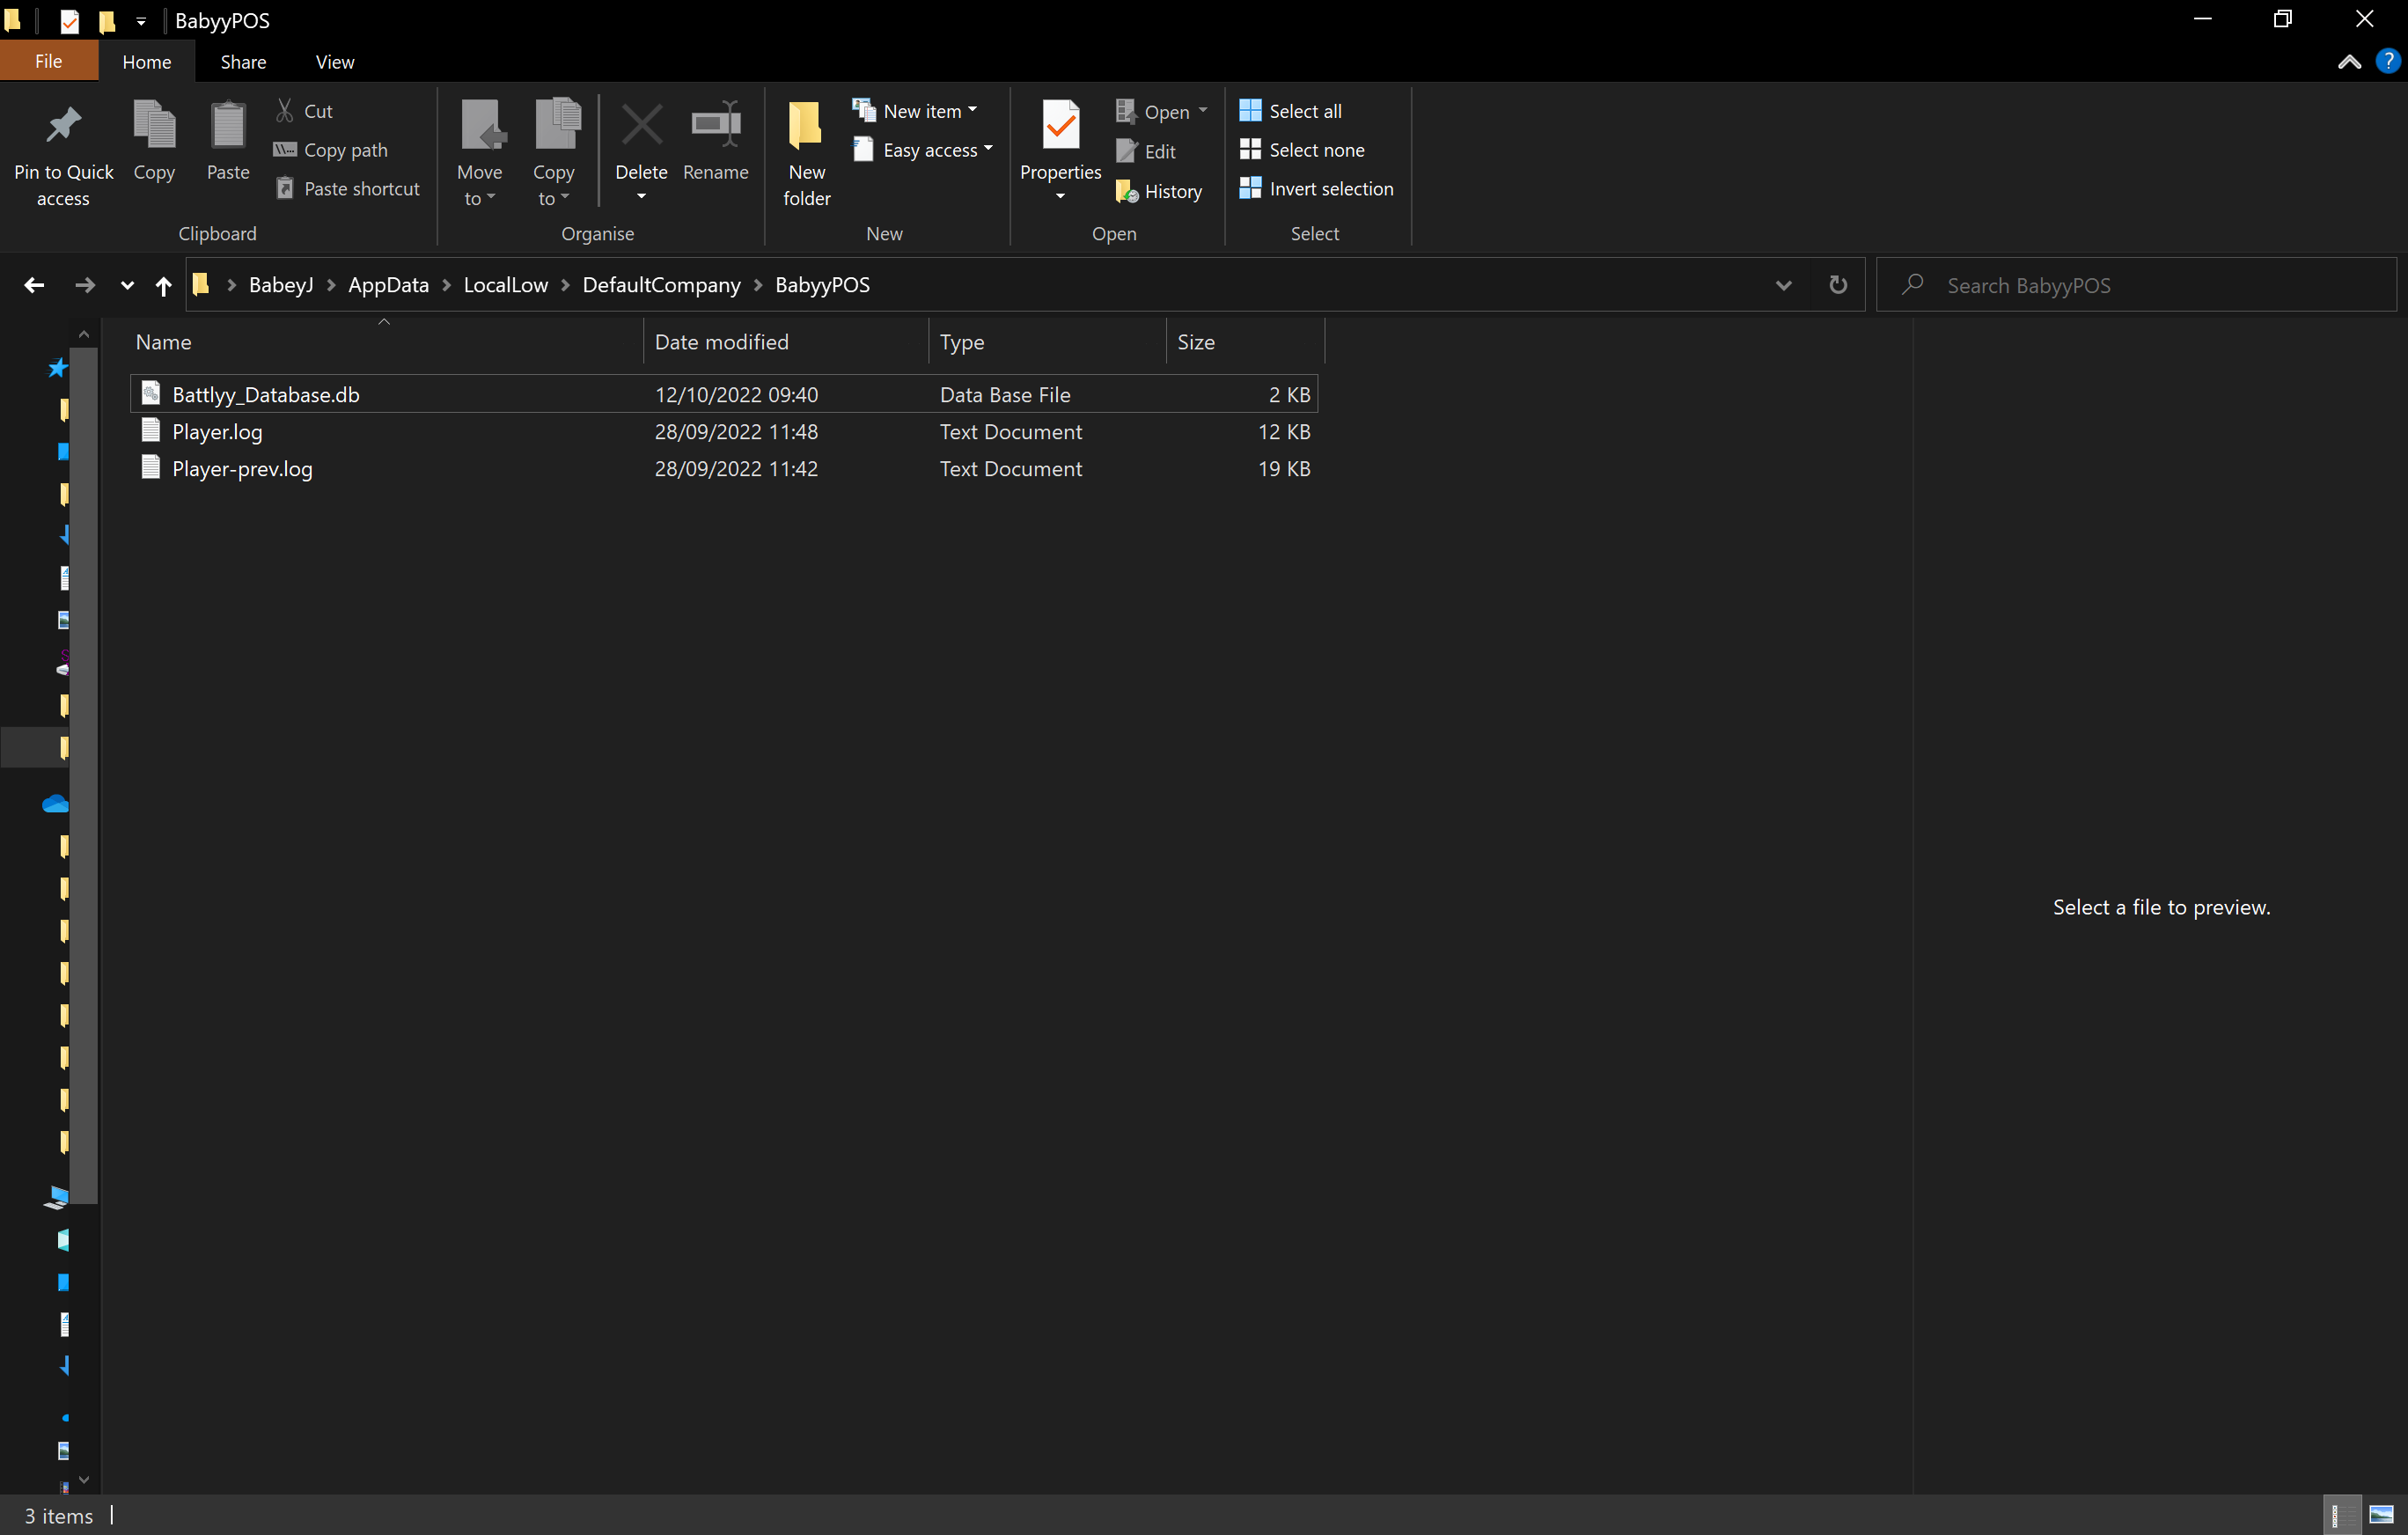 BabyyPOS
File Home Share View
Pin to Quick access
Copy
Paste
Cut
Copy path
Paste shortcut
Clipboard
Move to
Copy to
Delete
Rename
Organise
New folder
New item
Easy access
New
Properties
Open
Edit
History
Open
Select all
Select none
Invert selection
Select
BabeyJ > AppData > LocalLow > DefaultCompany > BabyyPOS
Search BabyyPOS
Name Date modified Type Size
Battlyy_Database.db 12/10/2022 09:40 Data Base File 2 KB
Player.log 28/09/2022 11:48 Text Document 12 KB
Player-prev.log 28/09/2022 11:42 Text Document 19 KB
Select a file to preview.
3 items